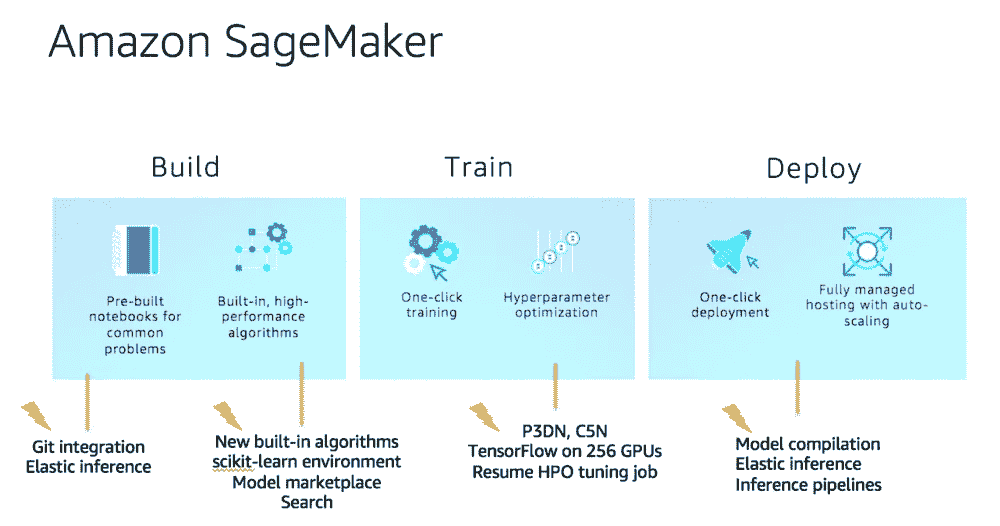 Amazon SageMaker
Build
Train
Deploy
Pre-built
notebooks for
common
problems
Built-in, high-
performance
algorithms
One-click
training
Hyperparameter
optimization
One-click
deployment
Fully managed
hosting with auto-
scaling
Git integration
Elastic inference
New built-in algorithms
scikit-learn environment
Model marketplace
Search
P3DN, C5N
TensorFlow on 256 GPUs
Resume HPO tuning job
Model compilation
Elastic inference
Inference pipelines